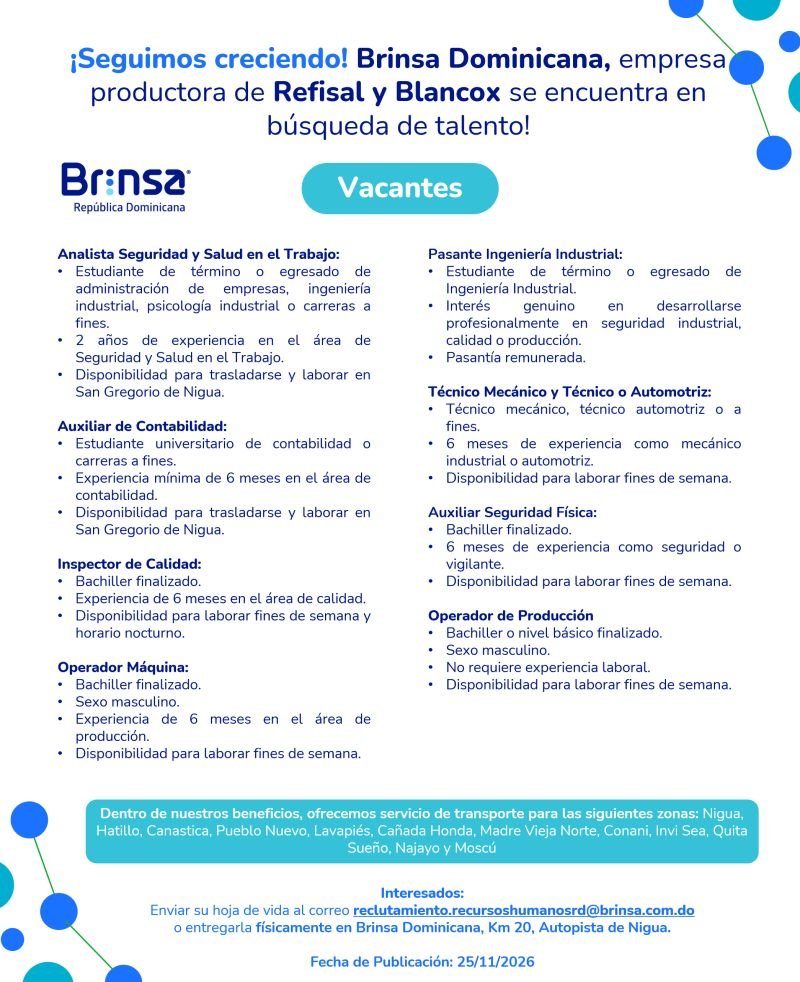 ¡Seguimos creciendo! Brinsa Dominicana, empresa
productora de Refisal y Blancox se encuentra en
búsqueda de talento!
Brinsa®
República Dominicana
Vacantes
Analista Seguridad y Salud en el Trabajo:
• Estudiante de término o egresado de
administración de empresas, ingeniería
industrial, psicología industrial o carreras a
fines.
• 2 años de experiencia en el área de
Seguridad y Salud en el Trabajo.
• Disponibilidad para trasladarse y laborar en
San Gregorio de Nigua.
Auxiliar de Contabilidad:
• Estudiante universitario de contabilidad o
carreras a fines.
• Experiencia mínima de 6 meses en el área de
contabilidad.
• Disponibilidad para trasladarse y laborar en
San Gregorio de Nigua.
Inspector de Calidad:
• Bachiller finalizado.
• Experiencia de 6 meses en el área de calidad.
• Disponibilidad para laborar fines de semana y
horario nocturno.
Operador Máquina:
• Bachiller finalizado.
• Sexo masculino.
• Experiencia de 6 meses en el área de
producción.
• Disponibilidad para laborar fines de semana.
Pasante Ingeniería Industrial:
• Estudiante de término o egresado de
Ingeniería Industrial.
• Interés genuino en desarrollarse
profesionalmente en seguridad industrial,
calidad o producción.
• Pasantía remunerada.
Técnico Mecánico y Técnico o Automotriz:
• Técnico mecánico, técnico automotriz o a
fines.
• 6 meses de experiencia como mecánico
industrial o automotriz.
• Disponibilidad para laborar fines de semana.
Auxiliar Seguridad Física:
• Bachiller finalizado.
• 6 meses de experiencia como seguridad o
vigilante.
• Disponibilidad para laborar fines de semana.
Operador de Producción
• Bachiller o nivel básico finalizado.
• Sexo masculino.
• No requiere experiencia laboral.
• Disponibilidad para laborar fines de semana.
Dentro de nuestros beneficios, ofrecemos servicio de transporte para las siguientes zonas: Nigua,
Hatillo, Canastica, Pueblo Nuevo, Lavapiés, Cañada Honda, Madre Vieja Norte, Conani, Invi Sea, Quita
Sueño, Najayo y Moscú
Interesados:
Enviar su hoja de vida al correo reclutamiento.recursoshumanosrd@brinsa.com.do
o entregarla físicamente en Brinsa Dominicana, Km 20, Autopista de Nigua.
Fecha de Publicación: 25/11/2026